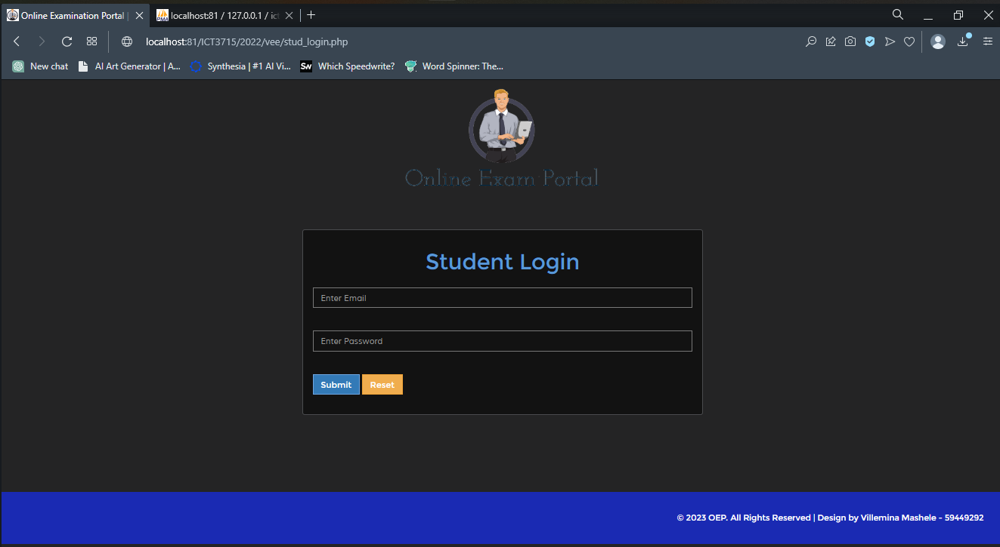 Online Examination Portal |
localhost:81 / 127.0.0.1 / ict
localhost:81/ICT3715/2022/vee/stud_login.php
New chat
AI Art Generator | A...
Synthesia | #1 AI Vi...
SW
Which Speedwrite?
Word Spinner: The...
Online Exam Portal
Student Login
Enter Email
Enter Password
Submit Reset
© 2023 OEP. All Rights Reserved | Design by Villemina Mashele - 59449292